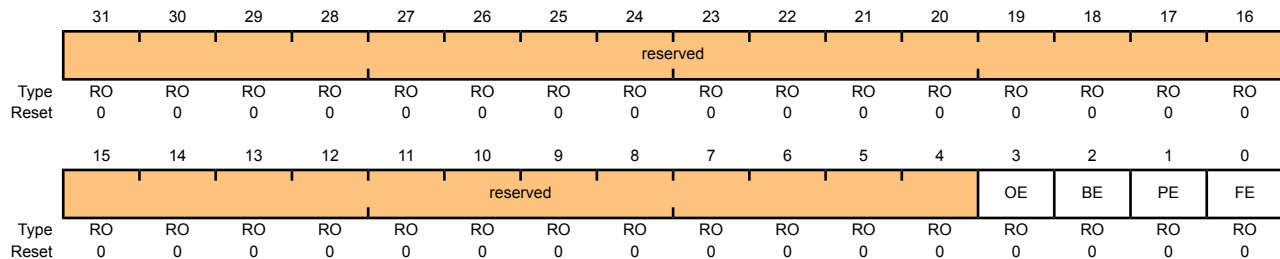 31 30 29 28 27 26 25 24 23 22 21 20 19 18 17 16
reserved
Type RO RO RO RO RO RO RO RO RO RO RO RO RO RO RO RO
Reset 0 0 0 0 0 0 0 0 0 0 0 0 0 0 0 0
15 14 13 12 11 10 9 8 7 6 5 4 3 2 1 0
reserved OE BE PE FE
Type RO RO RO RO RO RO RO RO RO RO RO RO RO RO RO RO
Reset 0 0 0 0 0 0 0 0 0 0 0 0 0 0 0 0